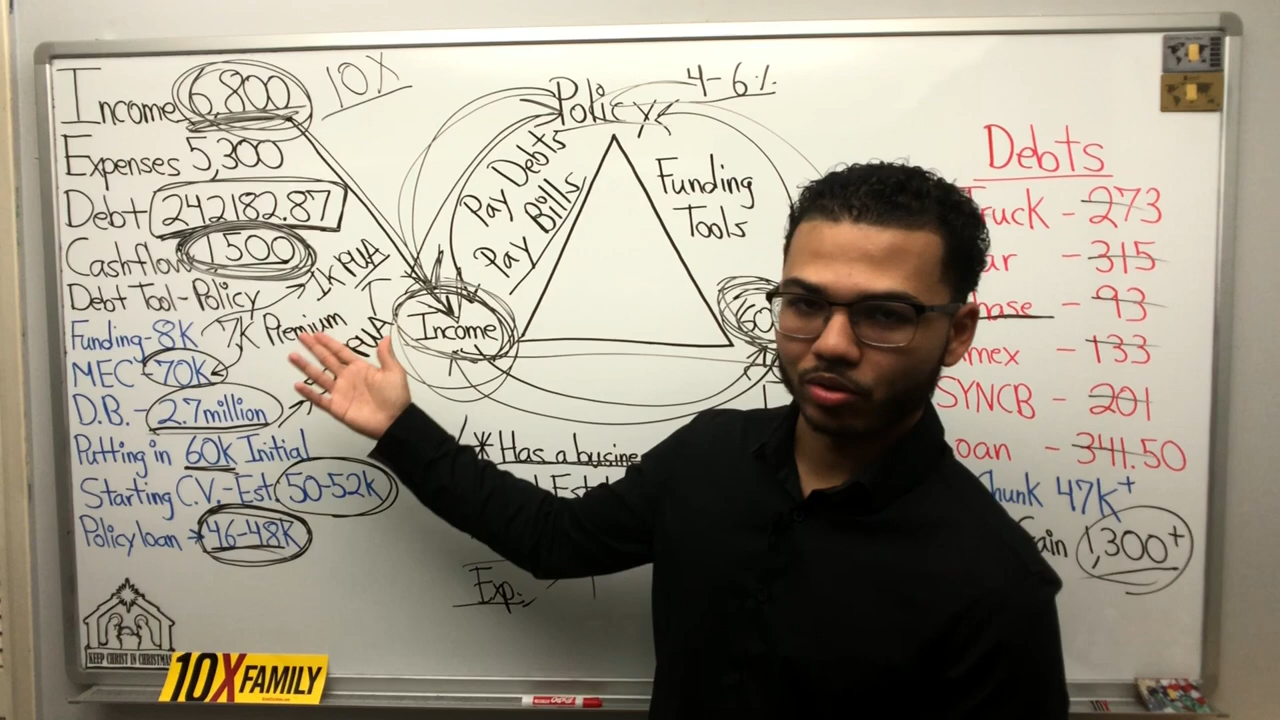 Income 6,800
10X
Expenses 5,300
Debt 242182.87
Cashflow 1500
Debt Tool-Policy
1K PUA
Funding-8K
7K Premium
PUA
MEC 70K
D.B. - 2.7million
Putting in 60K Initial
Starting C.V.-Est. 50-52K
Policy loan 46-48K
KEEP CHRIST IN CHRISTMAS
10XFAMILY
Policy
4-6%
Pay Debts
Pay Bills
Funding
Tools
Income
*Has a busine
Exp:
Debts
ruck - 273
ar - 315
hase - 93
mex - 133
SYNCB - 201
oan - 341.50
hunk 47K+
ain 1,300+
10X